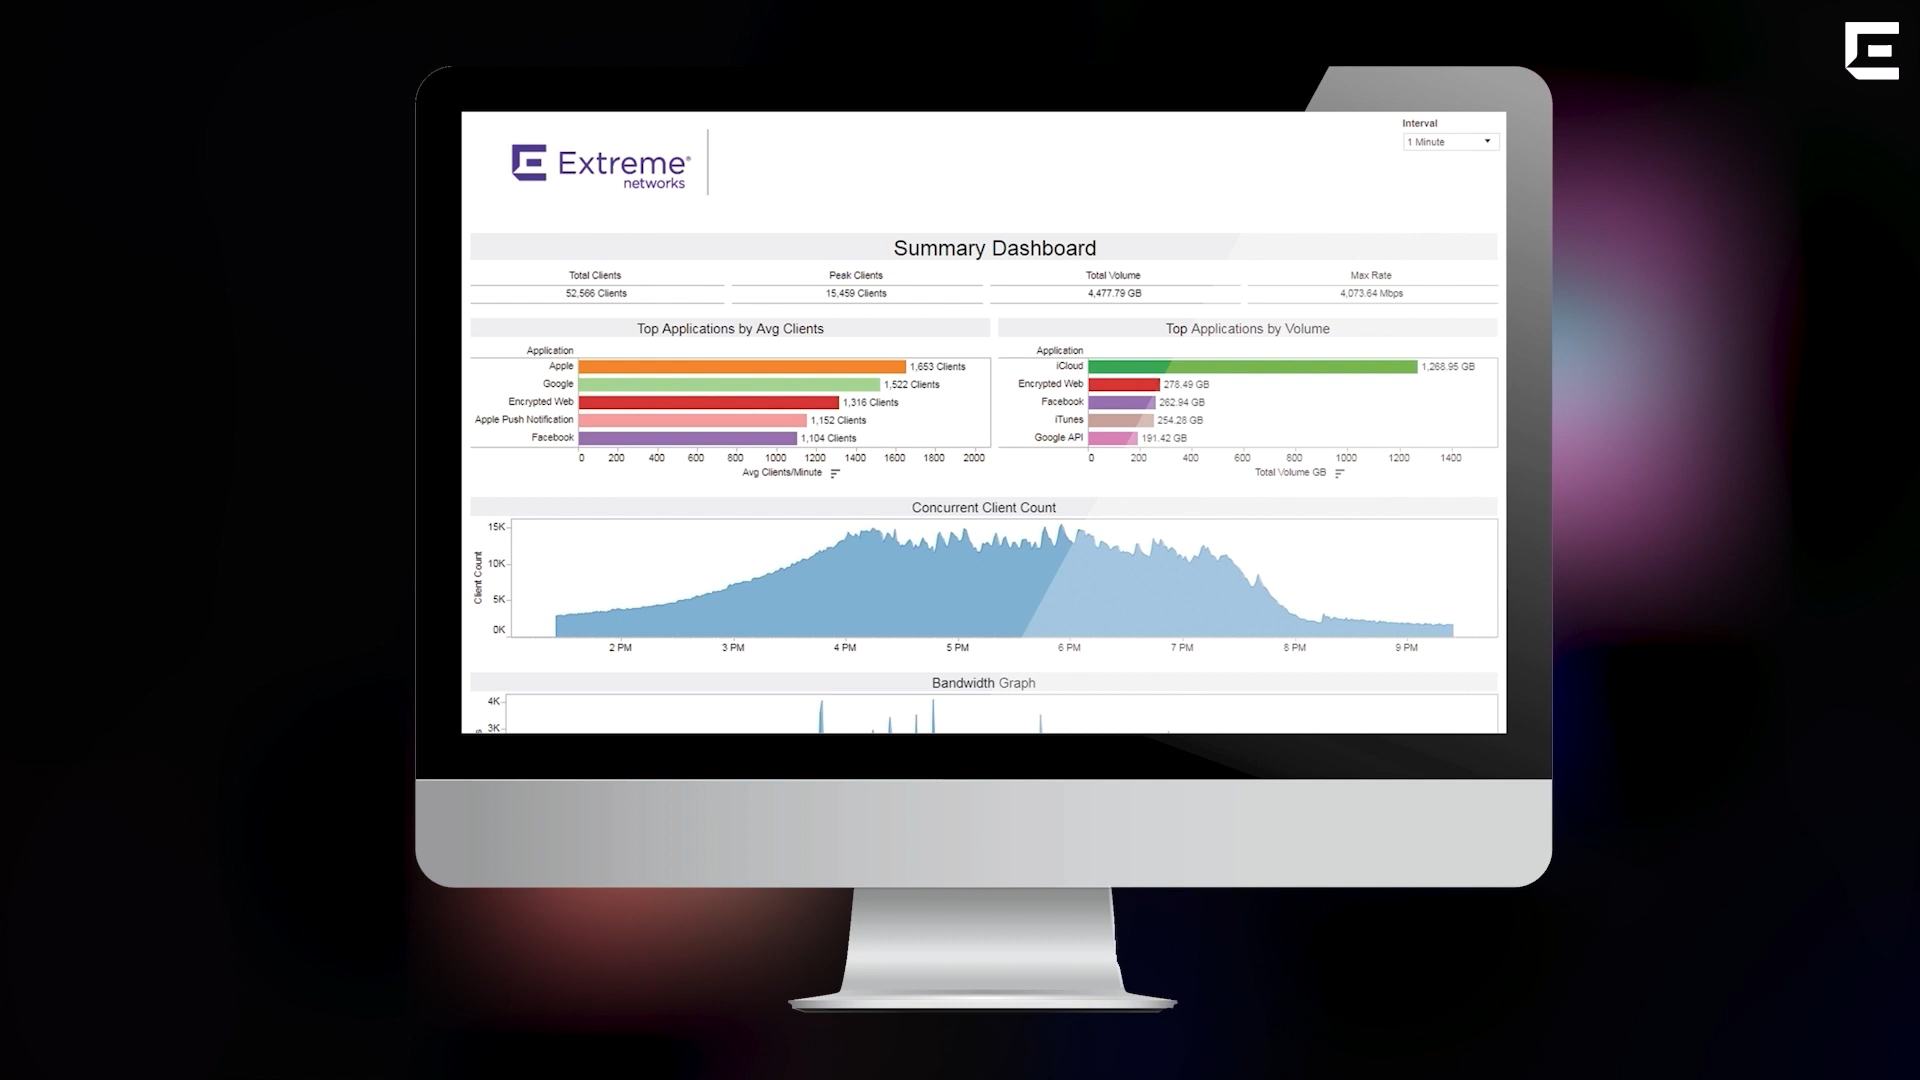 Interval
1 Minute
Extreme®
networks
Summary Dashboard
Total Clients
Peak Clients
Total Volume
Max Rate
52,566 Clients
15,459 Clients
4,477.79 GB
4,073.64 Mbps
Top Applications by Avg Clients
Application
Apple 1,653 Clients
Google 1,522 Clients
Encrypted Web 1,316 Clients
Apple Push Notification 1,152 Clients
Facebook 1,104 Clients
0 200 400 600 800 1000 1200 1400 1600 1800 2000
Avg Clients/Minute
Top Applications by Volume
Application
iCloud 1,268.95 GB
Encrypted Web 278.49 GB
Facebook 262.94 GB
iTunes 254.28 GB
Google API 191.42 GB
0 200 400 600 800 1000 1200 1400
Total Volume GB
Concurrent Client Count
Client Count
15K
10K
5K
0K
2 PM 3 PM 4 PM 5 PM 6 PM 7 PM 8 PM 9 PM
Bandwidth Graph
4K
3K